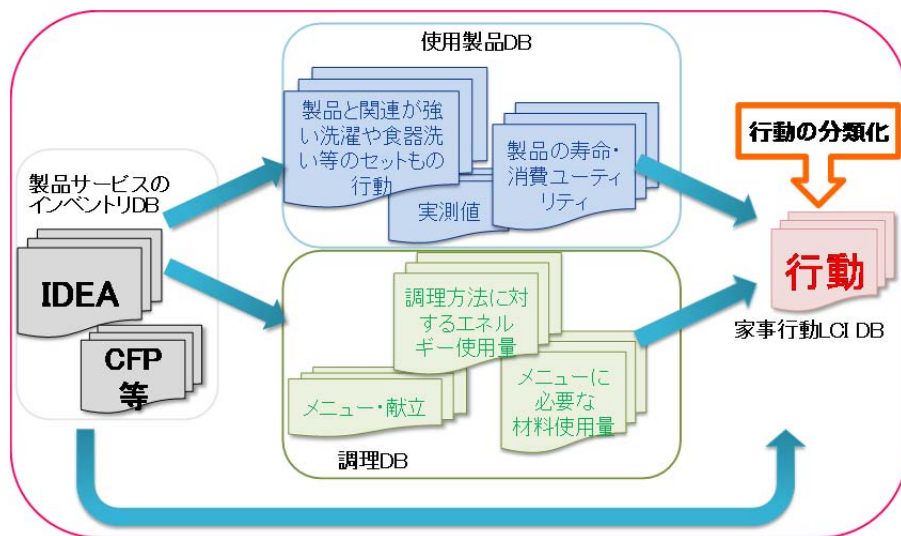 使用製品DB
製品と関連が強
い洗濯や食器洗
い等のセットもの
行動
製品の寿命・
消費ユーティ
リティ
実測値
行動の分類化
製品サービスの
インベントリDB
IDEA
CFP
等
行動
家事行動LCI DB
調理方法に対
するエネル
ギー使用量
メニュー・献立
メニューに
必要な
材料使用量
調理DB